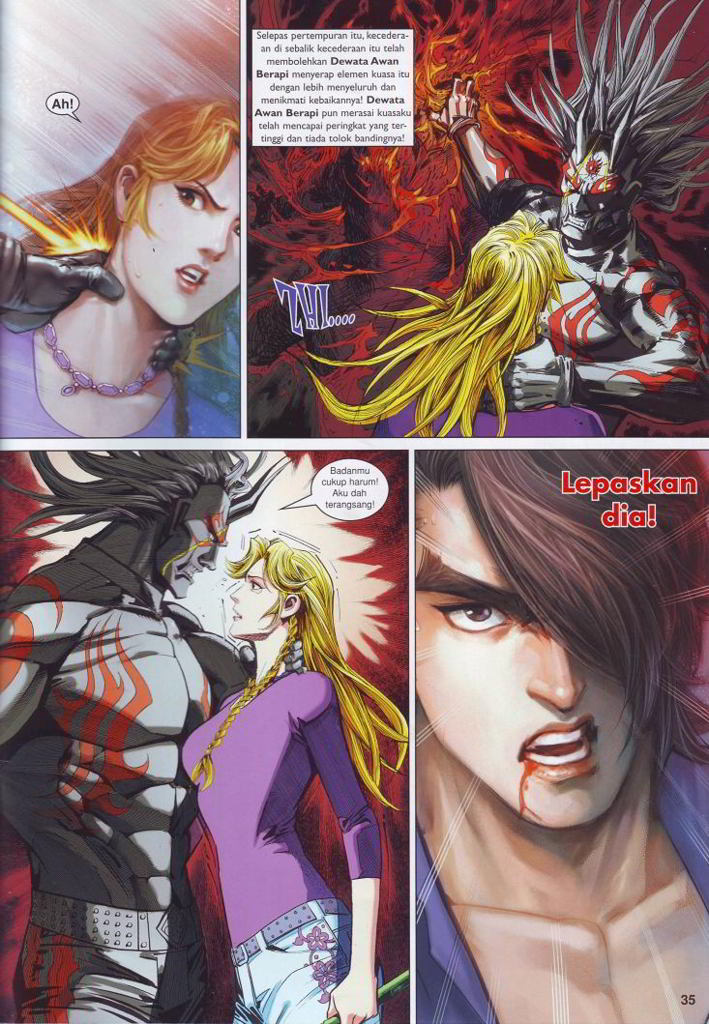 Ah!
Selepas pertempuran itu, kecedera-
an di sebalik kecederaan itu telah
membolehkan Dewata Awan
Berapi menyerap elemen kuasa itu
dengan lebih menyeluruh dan
menikmati kebaikannya! Dewata
Awan Berapi pun merasai kuasaku
telah mencapai peringkat yang ter-
tinggi dan tiada tolok bandingnya!
ZHI....
Badanmu
cukup harum!
Aku dah
terangsang!
Lepaskan
dia!
35